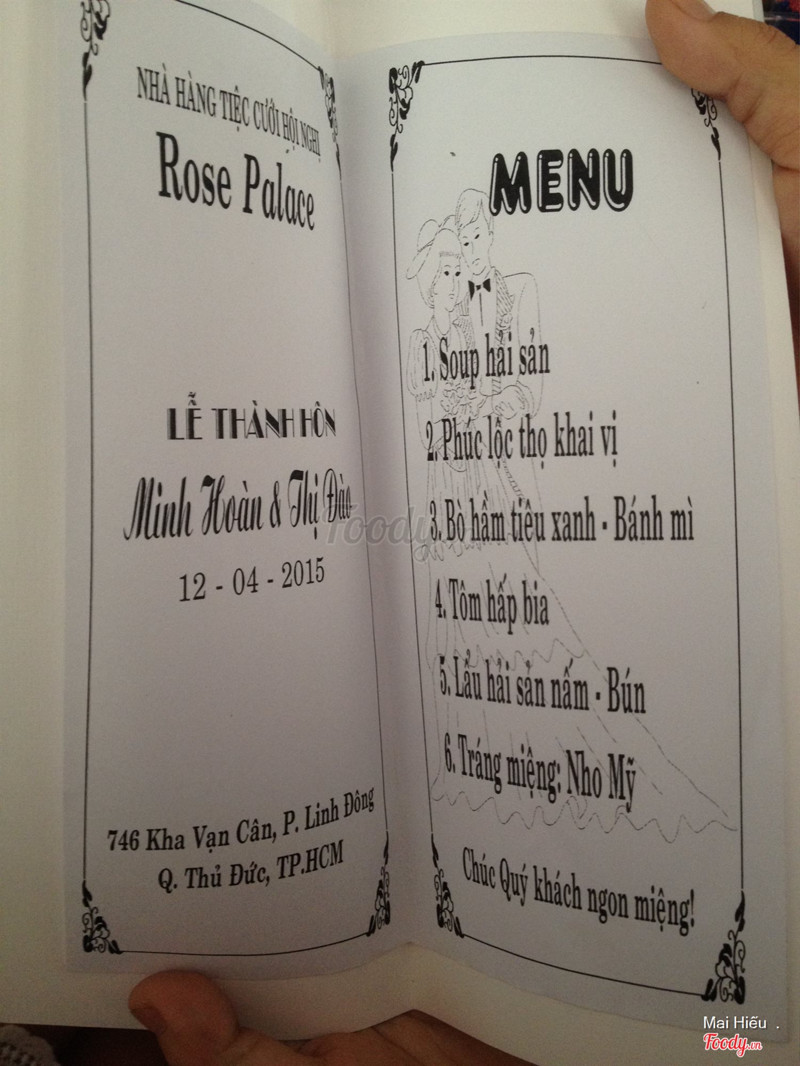 NHÀ HÀNG TIỆC CƯỚI HỘI NGHỊ
Rose Palace
LỄ THÀNH HÔN
Minh Hoàn & Thị Đào
12 - 04 - 2015
746 Kha Vạn Cân, P. Linh Đông
Q. Thủ Đức, TP.HCM
MENU
1. Soup hải sản
2. Phúc lộc thọ khai vị
3. Bò hầm tiêu xanh - Bánh mì
4. Tôm hấp bia
5. Lẩu hải sản nấm - Bún
6. Tráng miệng: Nho Mỹ
Chúc Quý khách ngon miệng!
Foody
Mai Hiếu .
Foody.vn